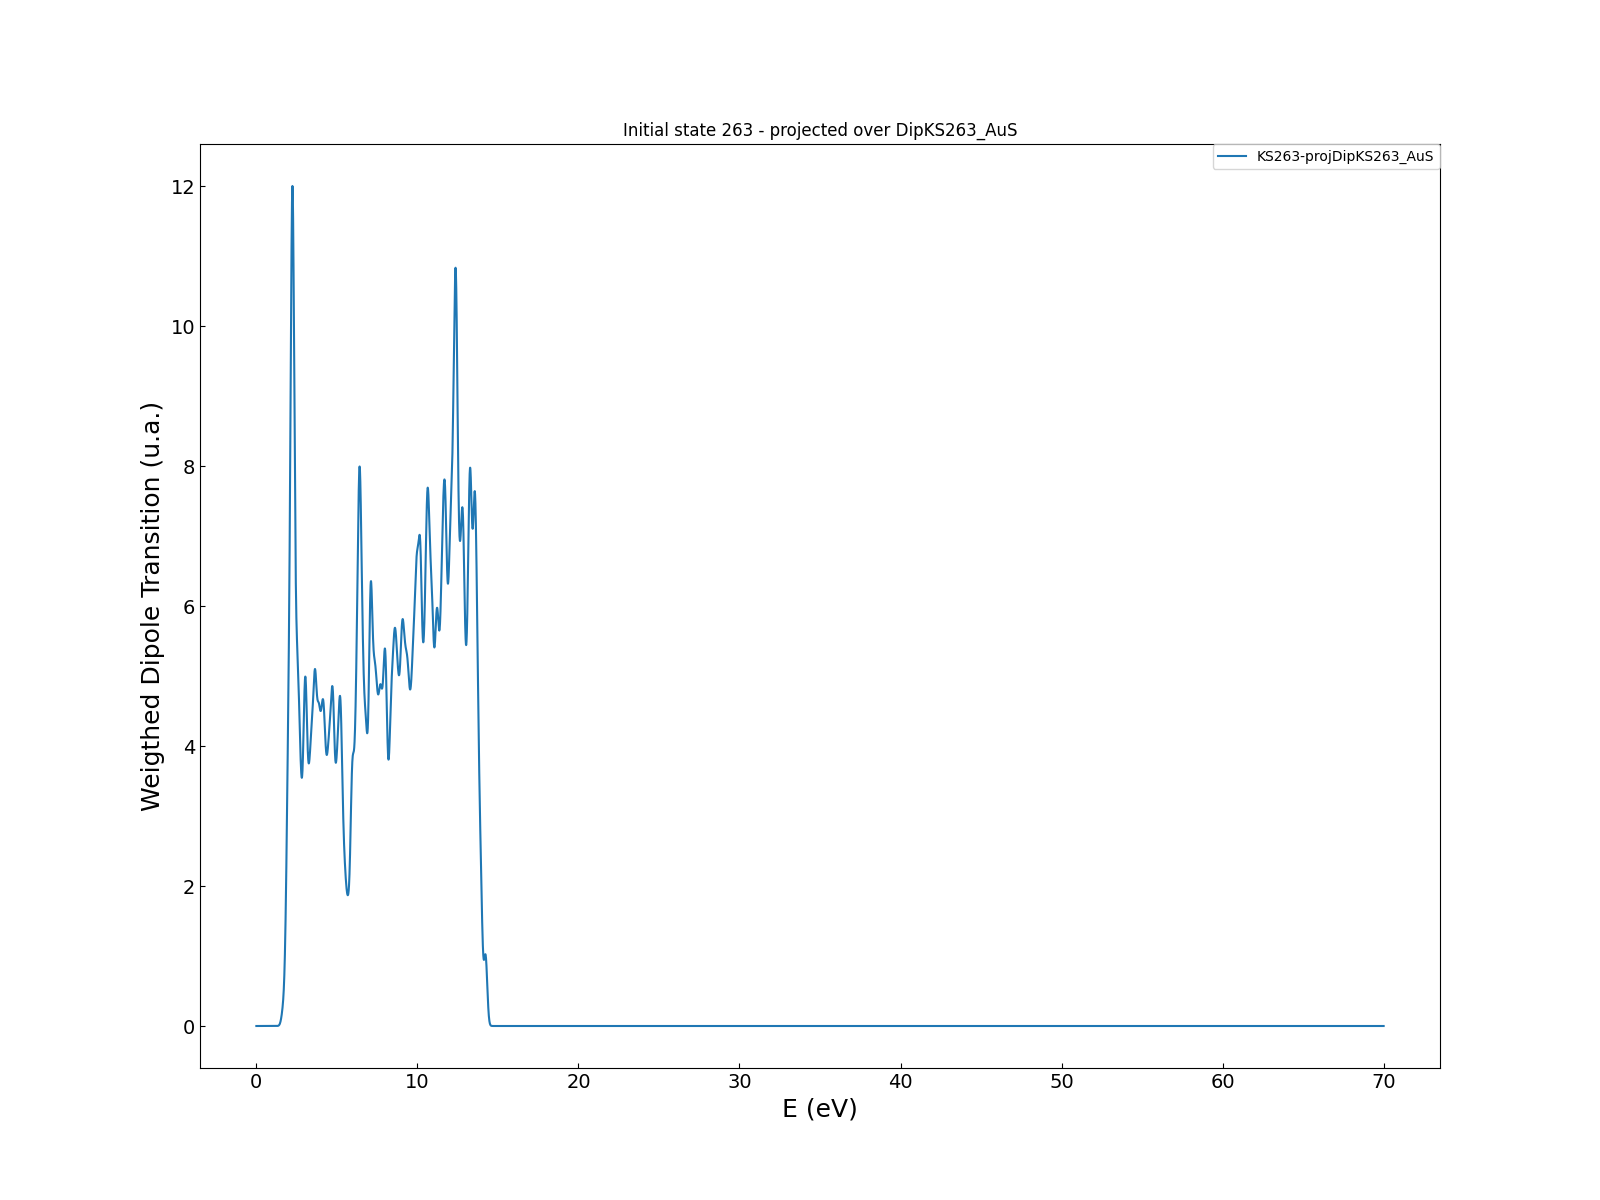 Initial state 263 - projected over DipKS263_AuS
KS263-projDipKS263_AuS
Weigthed Dipole Transition (u.a.)
12
10
8
6
4
2
0
0 10 20 30 40 50 60 70
E (eV)